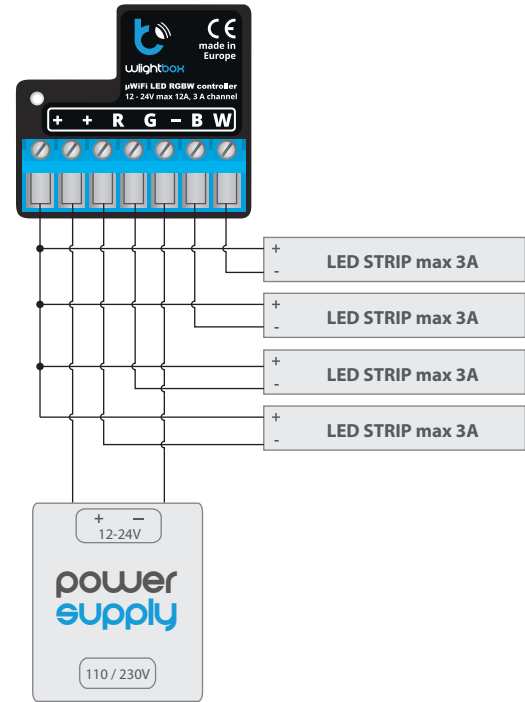 CE
made in
Europe
wlightbox
µWiFi LED RGBW controller
12 - 24V max 12A, 3 A channel
+ + R G – B W
+
LED STRIP max 3A
-
+
LED STRIP max 3A
-
+
LED STRIP max 3A
-
+
LED STRIP max 3A
-
+ –
12-24V
power
supply
110 / 230V